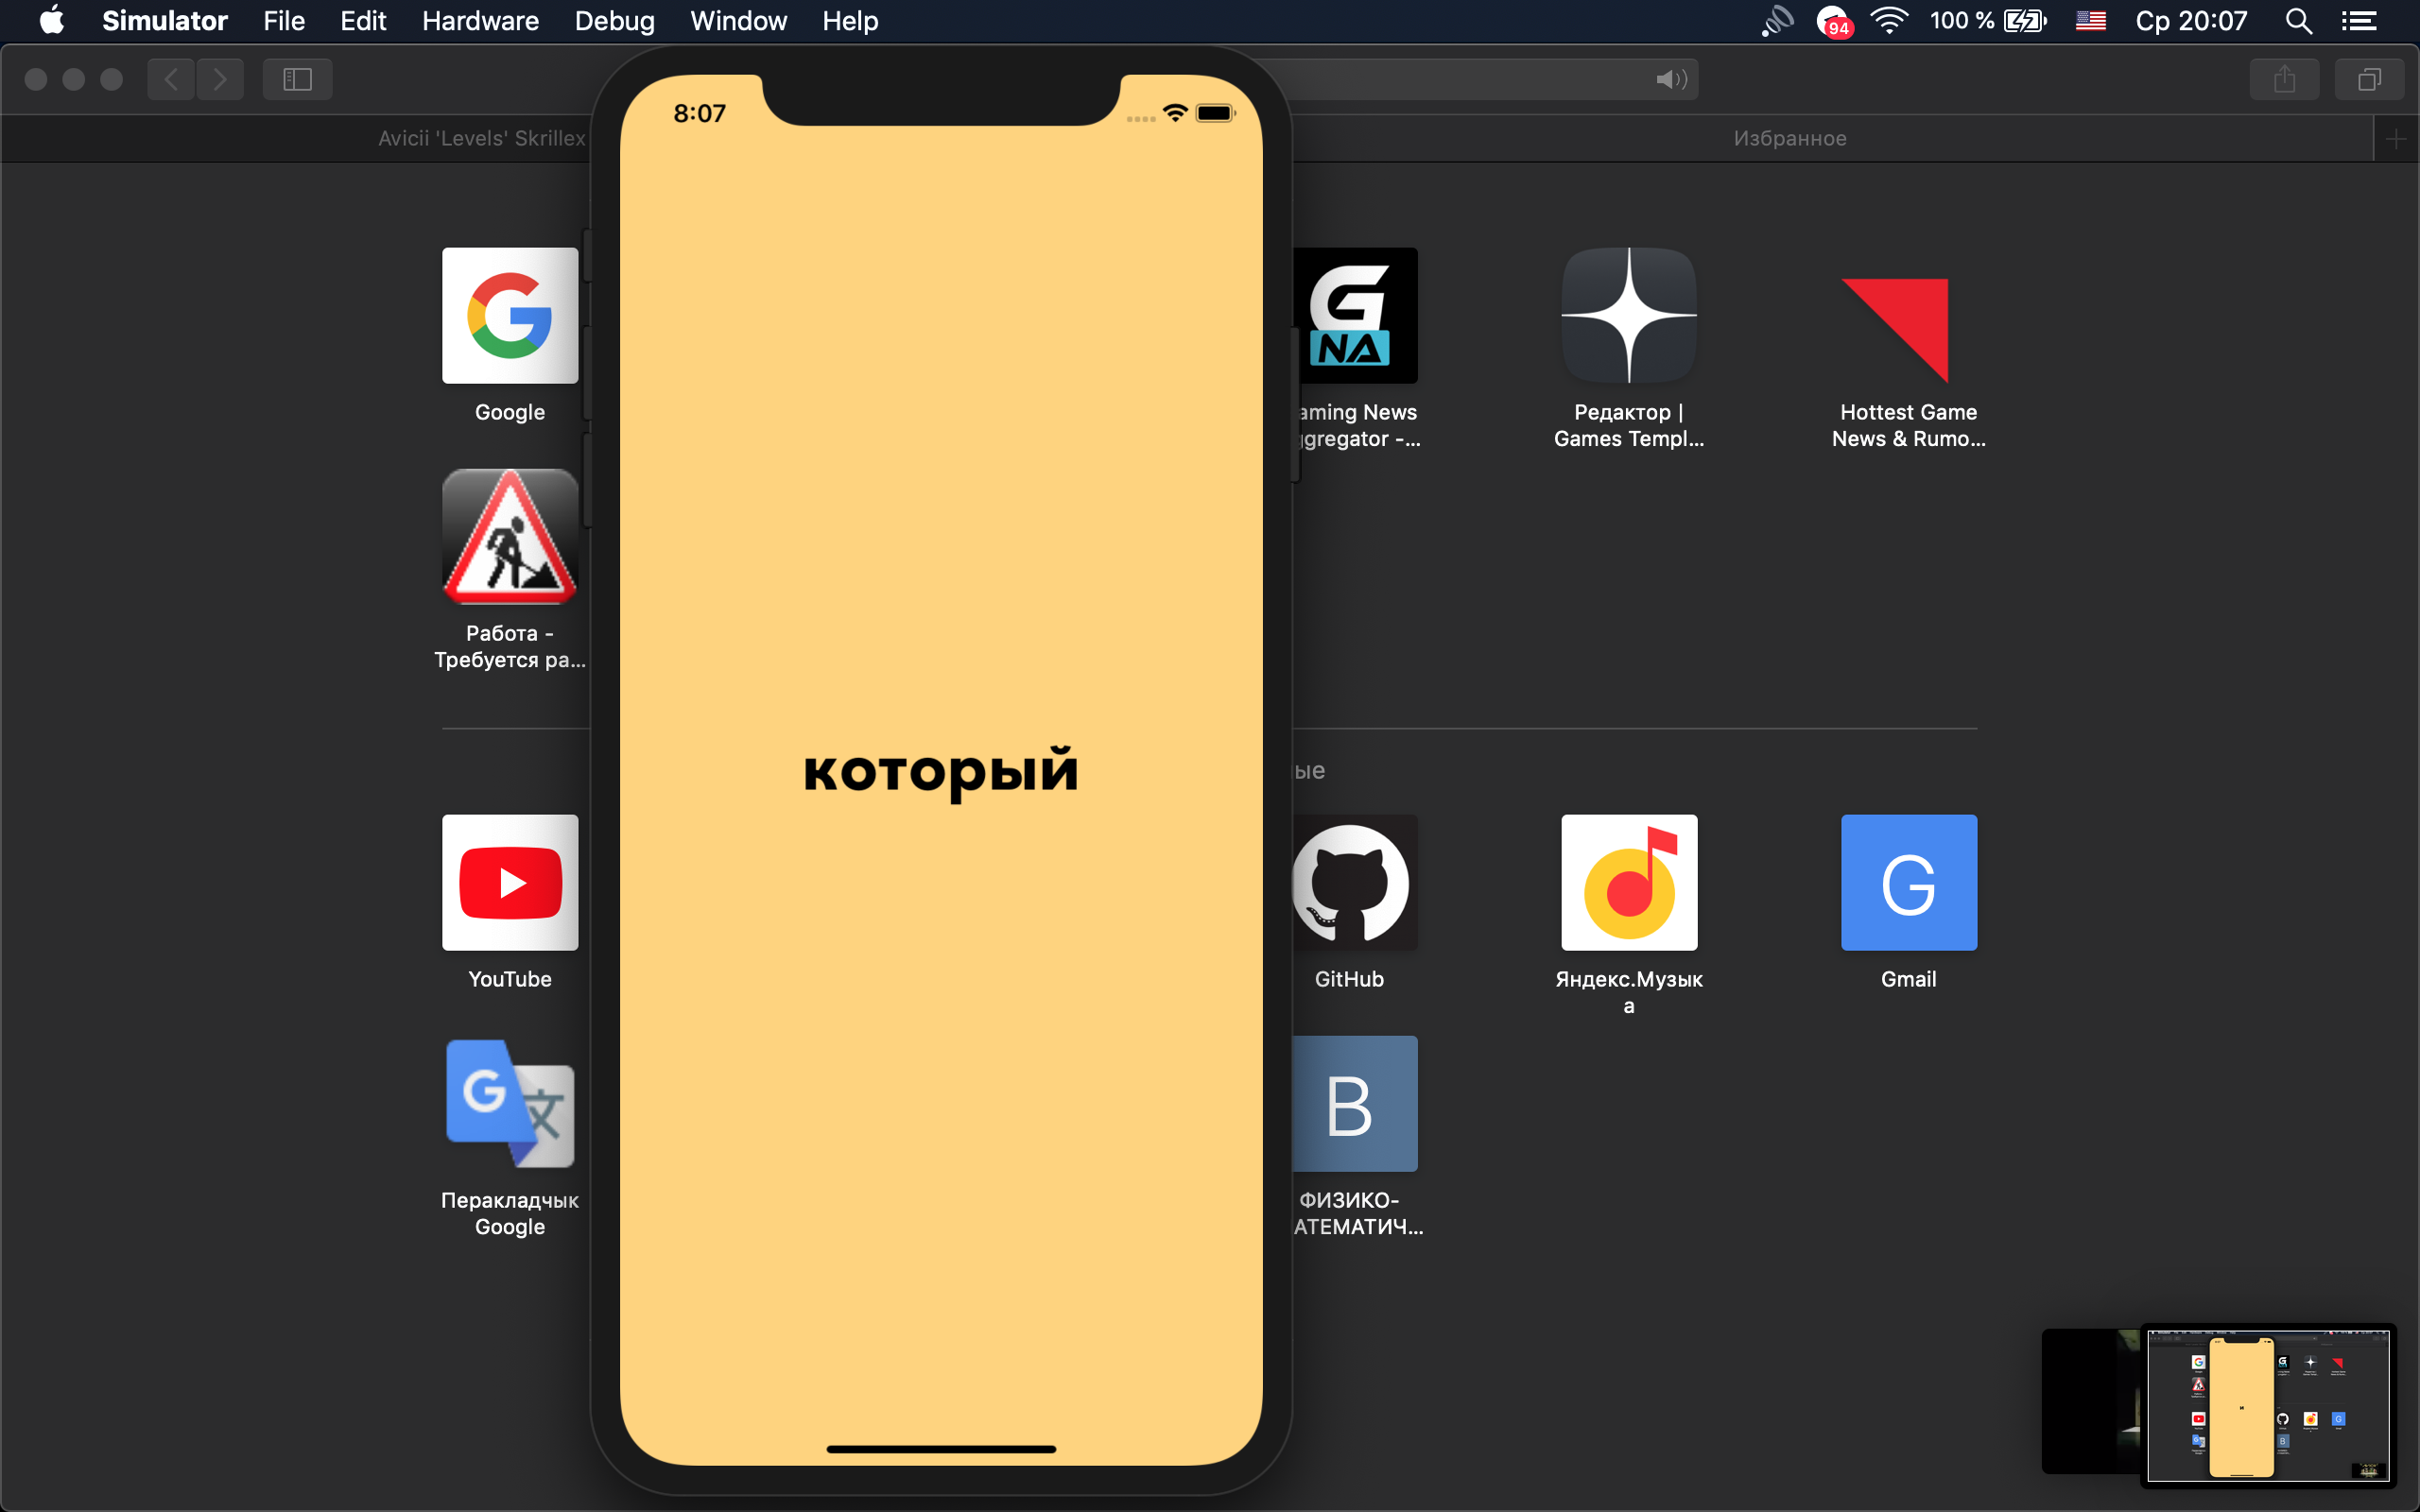 Simulator File Edit Hardware Debug Window Help 94 100 % Ср 20:07
Avicii 'Levels' Skrillex
Избранное
8:07
Google
aming News
ggregator -...
Редактор |
Games Templ...
Hottest Game
News & Rumo...
G
NA
Работа -
Требуется ра...
который
ые
YouTube
GitHub
Яндекс.Музык
а
G
Gmail
G
文
B
Перакладчык
Google
ФИЗИКО-
АТЕМАТИЧ...